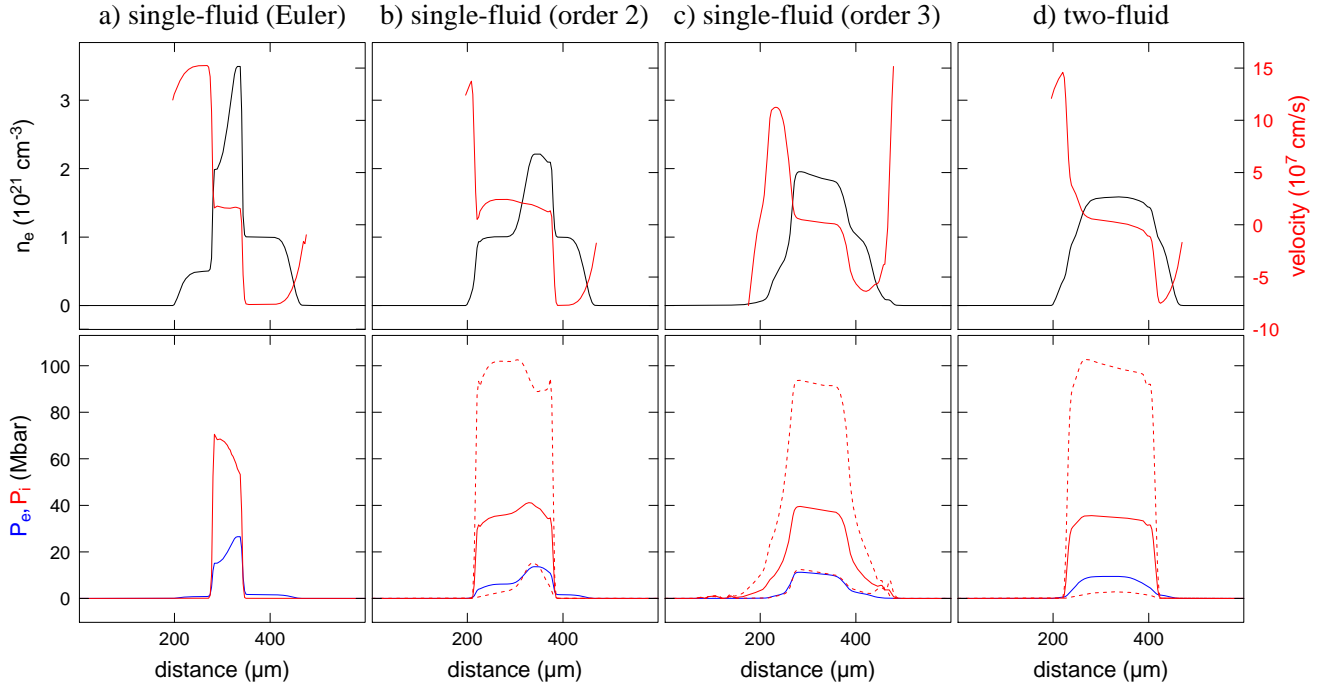 a) single-fluid (Euler)
b) single-fluid (order 2)
c) single-fluid (order 3)
d) two-fluid
n_e (10^21 cm^-3)
3
2
1
0
velocity (10^7 cm/s)
15
10
5
0
-5
-10
P_e, P_i (Mbar)
100
80
60
40
20
0
200 400
200 400
200 400
200 400
distance (µm)
distance (µm)
distance (µm)
distance (µm)